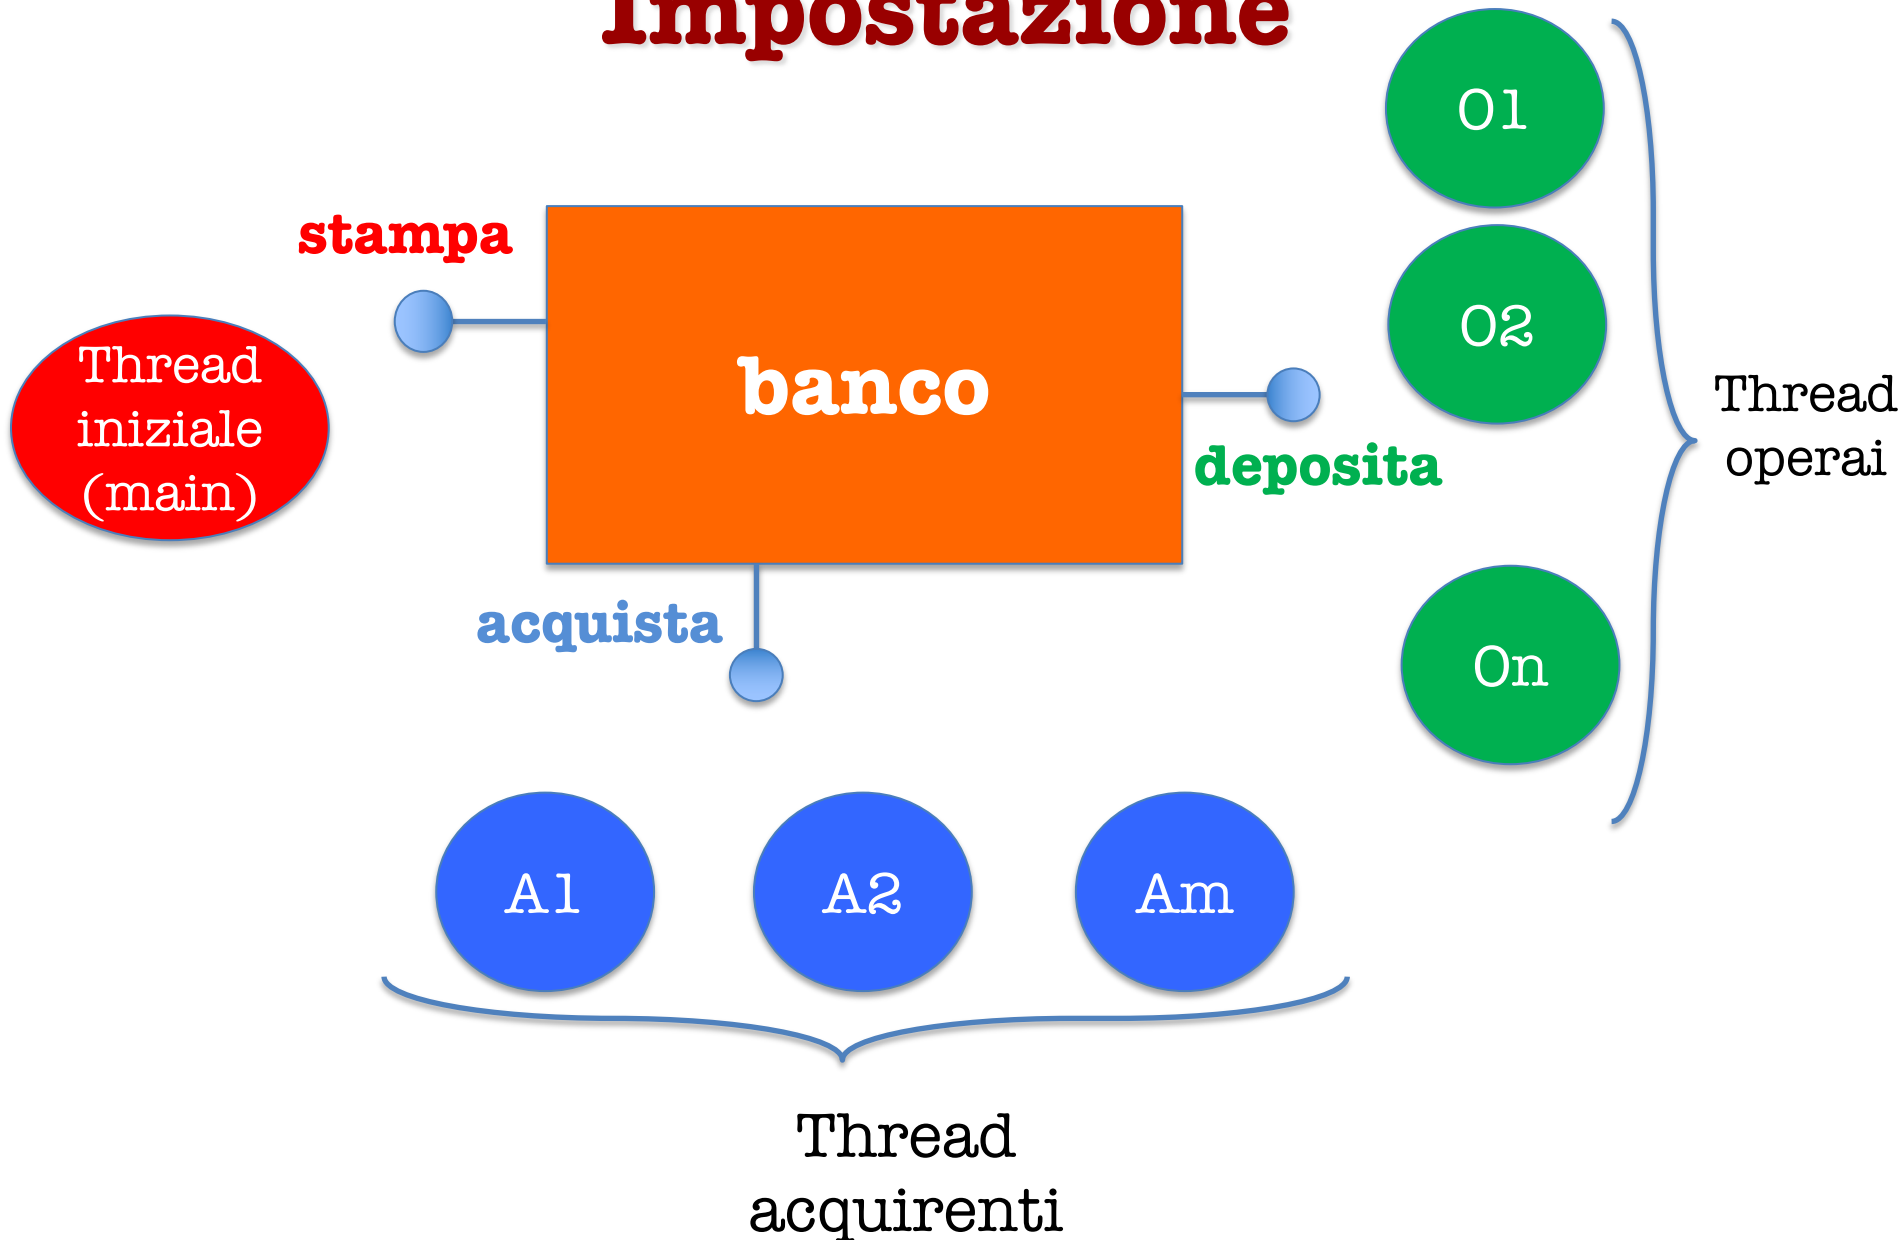 Impostazione
O1
stampa
O2
Thread
iniziale
(main)
banco
Thread
operai
deposita
acquista
On
A1
A2
Am
Thread
acquirenti